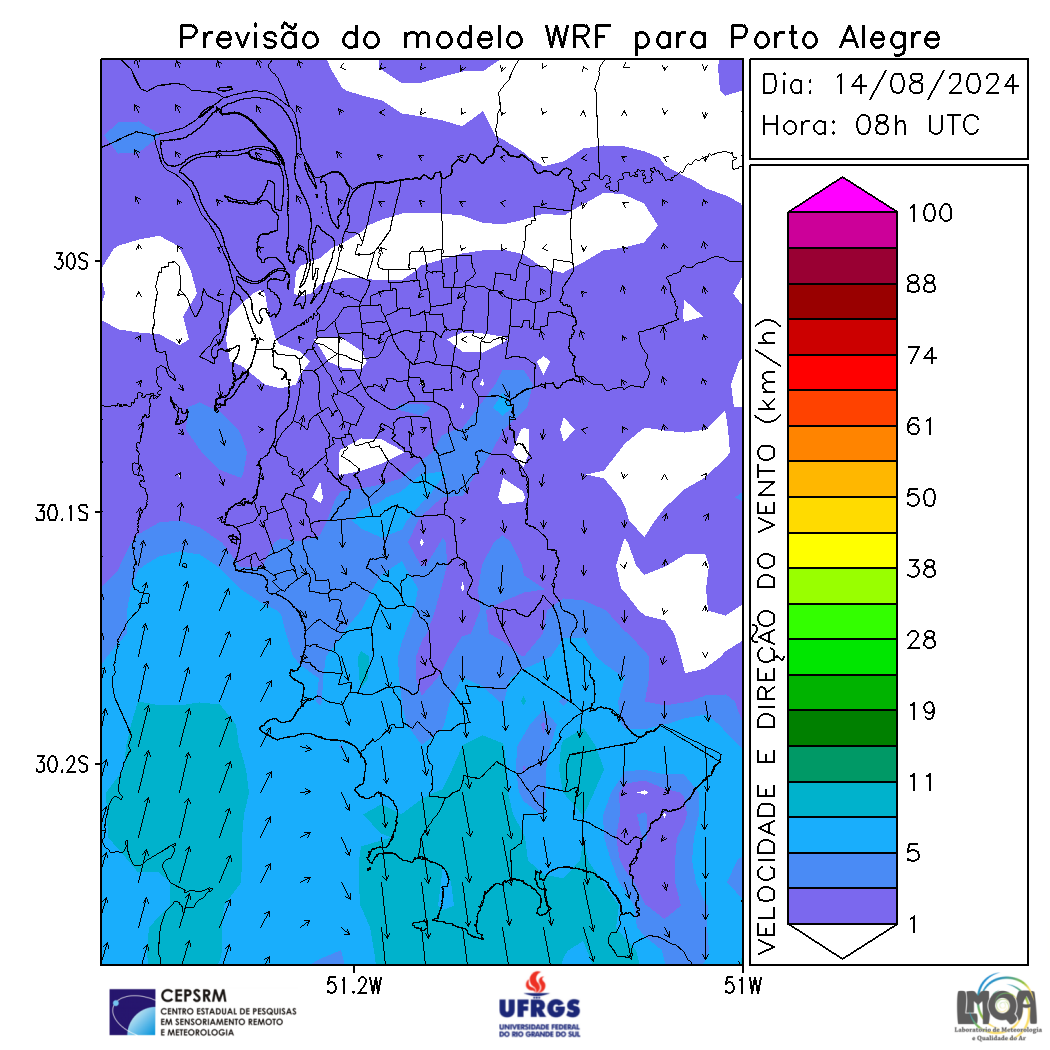 Previsão do modelo WRF para Porto Alegre
Dia: 14/08/2024
Hora: 08h UTC
30S
30.1S
30.2S
51.2W
51W
VELOCIDADE E DIREÇÃO DO VENTO (km/h)
100
88
74
61
50
38
28
19
11
5
1
CEPSRM
CENTRO ESTADUAL DE PESQUISAS
EM SENSORIAMENTO REMOTO
E METEOROLOGIA
UFRGS
UNIVERSIDADE FEDERAL
DO RIO GRANDE DO SUL
LMQA
Laboratório de Meteorologia
e Qualidade do Ar